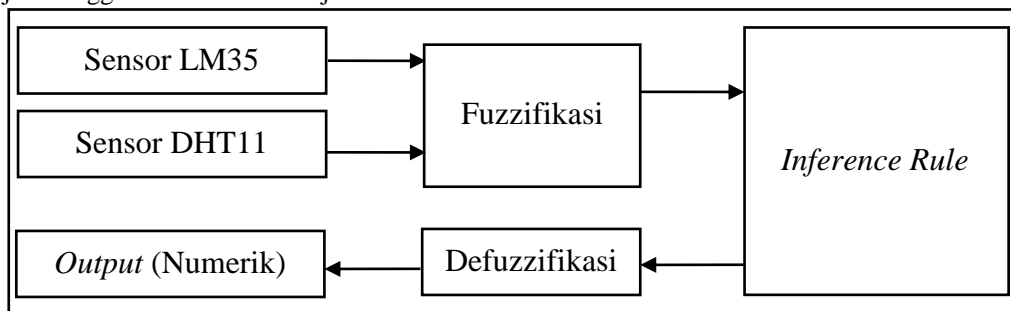 Sensor LM35
Sensor DHT11
Fuzzifikasi
Inference Rule
Output (Numerik)
Defuzzifikasi